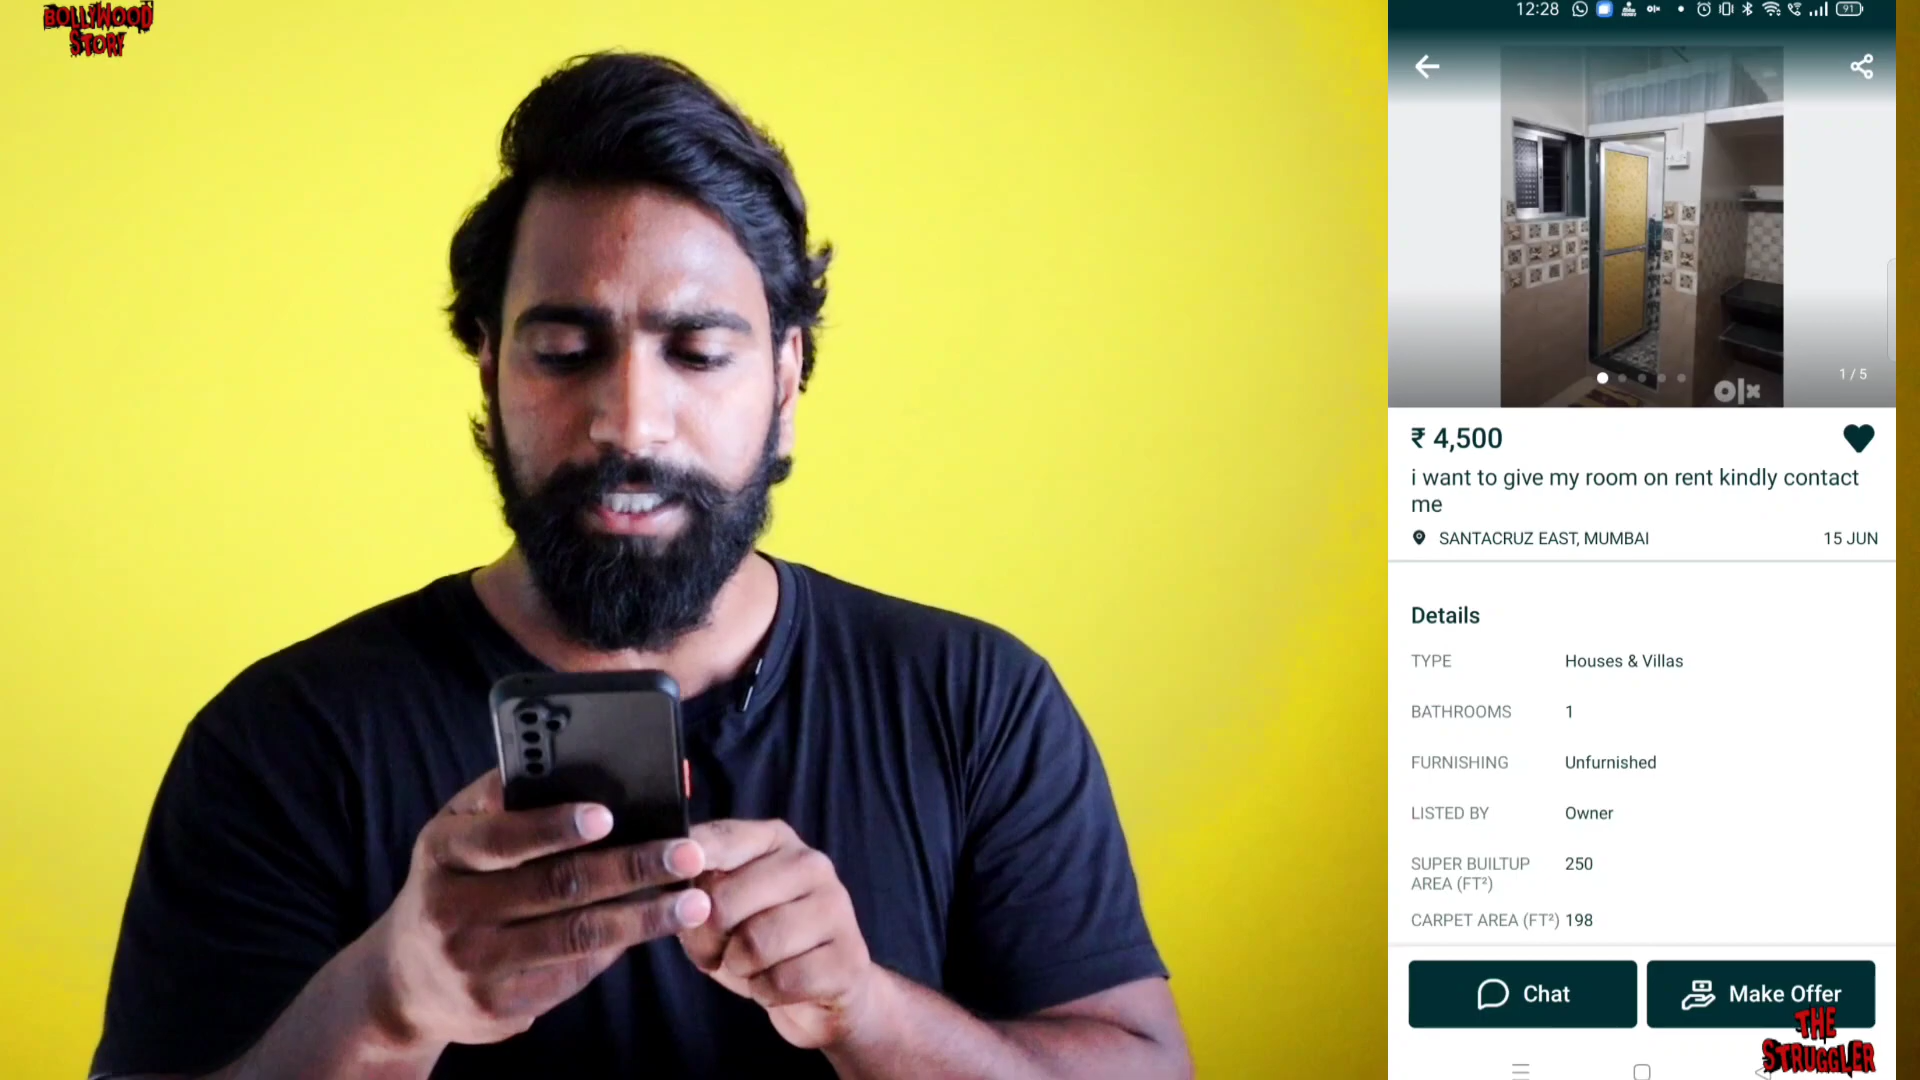 BOLLYWOOD
STORY
12:28
91
1 / 5
olx
₹ 4,500
i want to give my room on rent kindly contact
me
SANTACRUZ EAST, MUMBAI
15 JUN
Details
TYPE Houses & Villas
BATHROOMS 1
FURNISHING Unfurnished
LISTED BY Owner
SUPER BUILTUP 250
AREA (FT²)
CARPET AREA (FT²) 198
Chat
Make Offer
THE
STRUGGLER